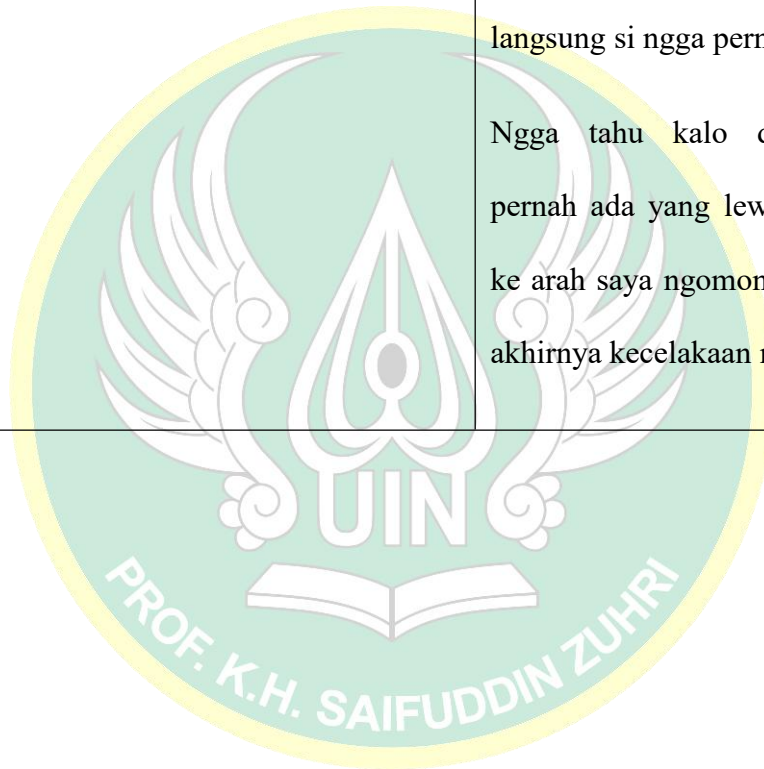 langsung si ngga
Ngga tahu kalo
pernah ada yang
ke arah saya
akhirnya kecelakaan
UIN
PROF. K.H. SAIFUDDIN ZUHRI